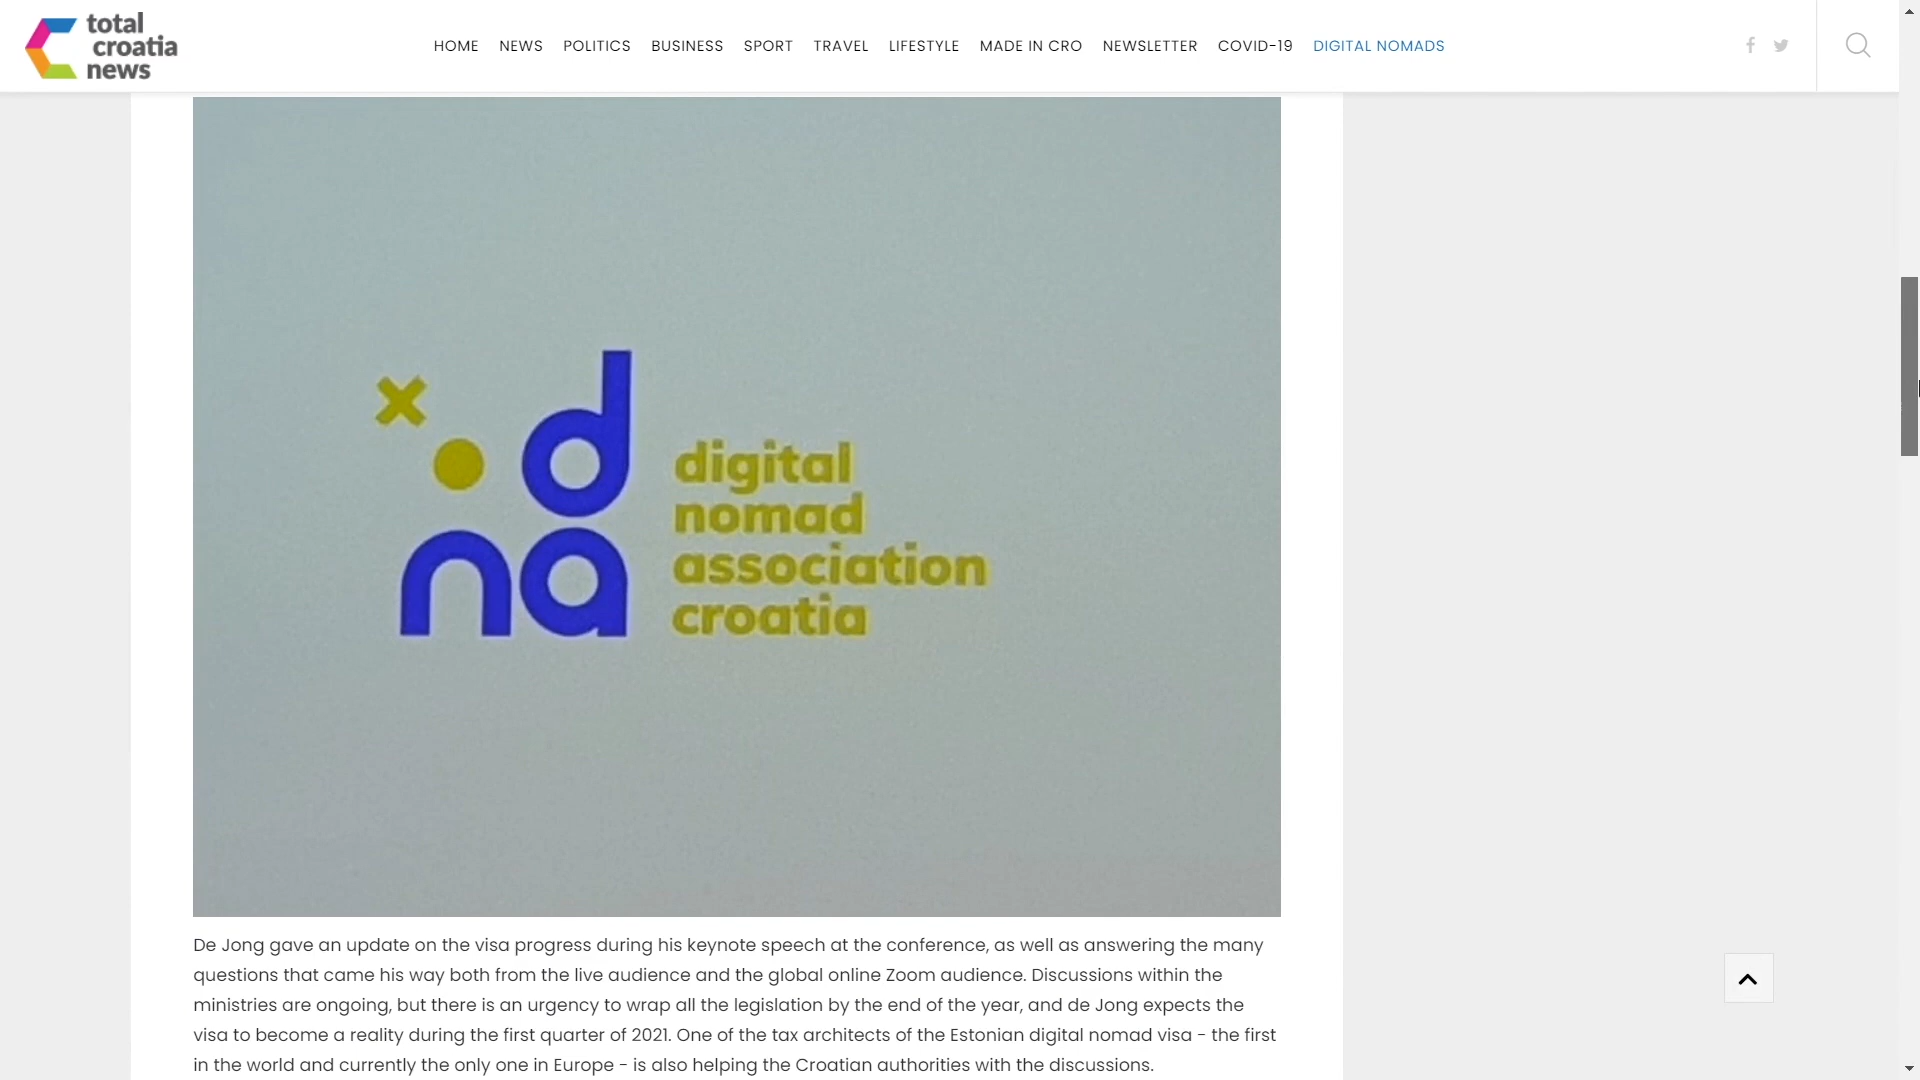 total
croatia
news
HOME NEWS POLITICS BUSINESS SPORT TRAVEL LIFESTYLE MADE IN CRO NEWSLETTER COVID-19 DIGITAL NOMADS
d
na
digital
nomad
association
croatia
De Jong gave an update on the visa progress during his keynote speech at the conference, as well as answering the many
questions that came his way both from the live audience and the global online Zoom audience. Discussions within the
ministries are ongoing, but there is an urgency to wrap all the legislation by the end of the year, and de Jong expects the
visa to become a reality during the first quarter of 2021. One of the tax architects of the Estonian digital nomad visa - the first
in the world and currently the only one in Europe - is also helping the Croatian authorities with the discussions.